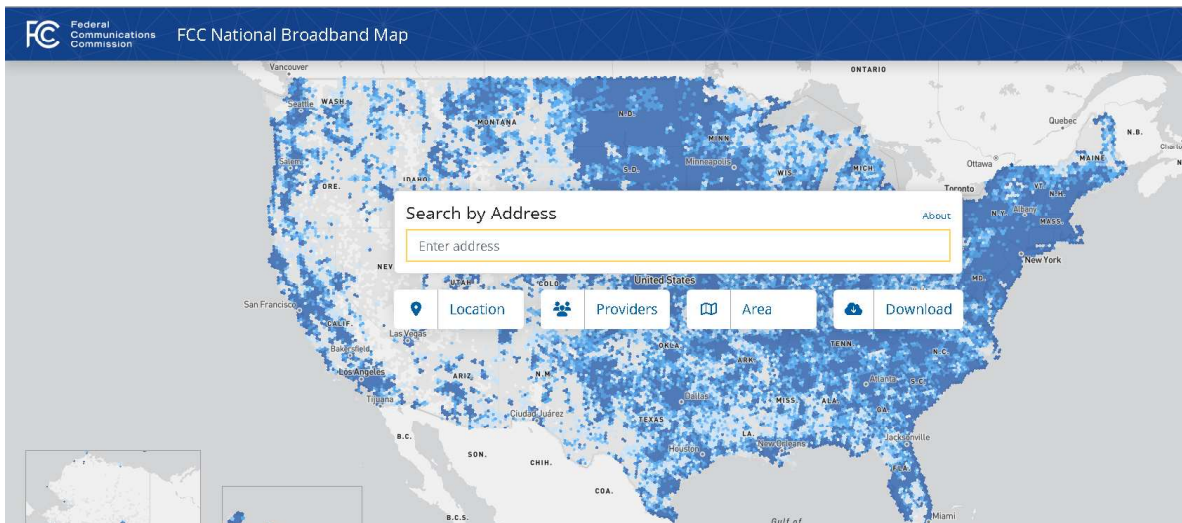 Federal
Communications
Commission
FCC National Broadband Map
Vancouver
ONTARIO
Seattle WASH.
MONTANA
N.D.
MINN.
Quebec
N.B.
Salem
S.D.
Minneapolis
WIS.
MICH.
Ottawa
MAINE
ORE.
IDAHO
Toronto
VT.
N.H.
Search by Address
About
N.Y.
Albany
MASS.
Enter address
New York
NEV
UTAH
COLO.
United States
MD.
San Francisco
Location
Providers
Area
Download
CALIF.
Las Vegas
Bakersfield
OKLA.
TENN.
N.C.
Los Angeles
ARIZ.
N.M.
ARK.
Atlanta
S.C.
Tijuana
Dallas
MISS.
ALA.
GA.
Ciudad Juárez
TEXAS
B.C.
LA.
Jacksonville
Houston
New Orleans
SON.
CHIH.
FLA.
COA.
B.C.S.
Gulf of
Miami